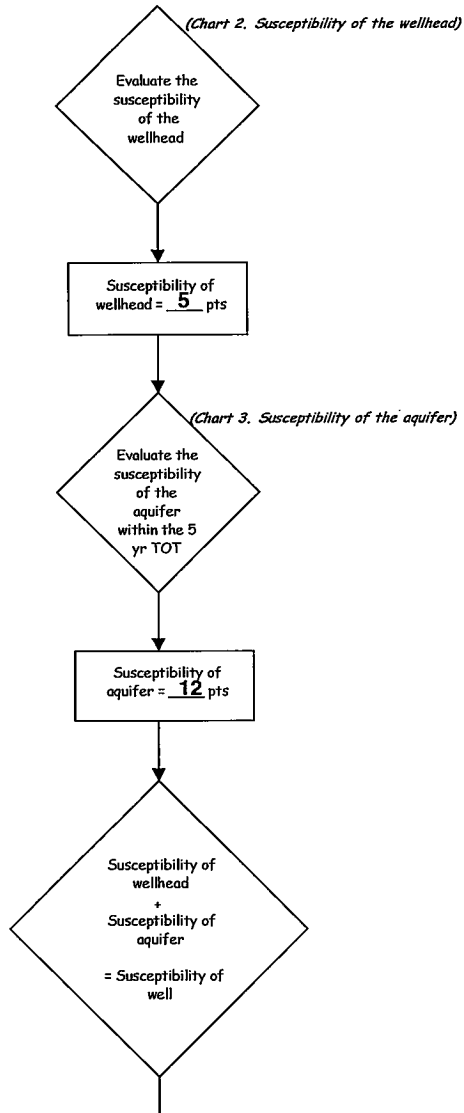 (Chart 2. Susceptibility of the wellhead)
Evaluate the
susceptibility
of the
wellhead
Susceptibility of
wellhead = 5 pts
(Chart 3. Susceptibility of the aquifer)
Evaluate the
susceptibility
of the
aquifer
within the 5
yr TOT
Susceptibility of
aquifer = 12 pts
Susceptibility of
wellhead
+
Susceptibility of
aquifer
= Susceptibility of
well